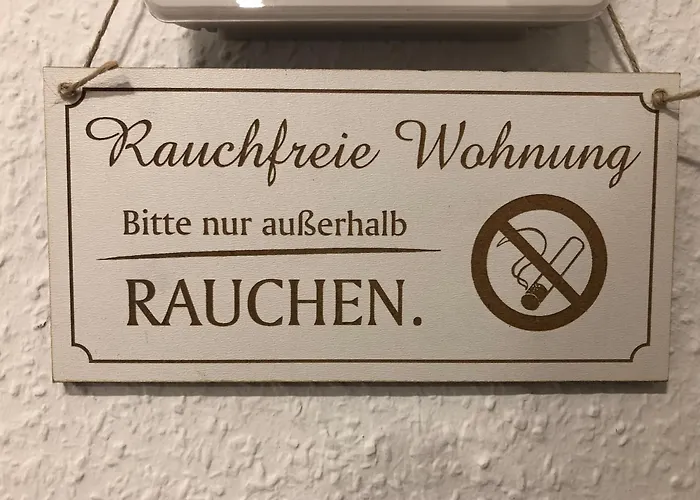 Rauchfreie Wohnung
Bitte nur außerhalb
RAUCHEN.